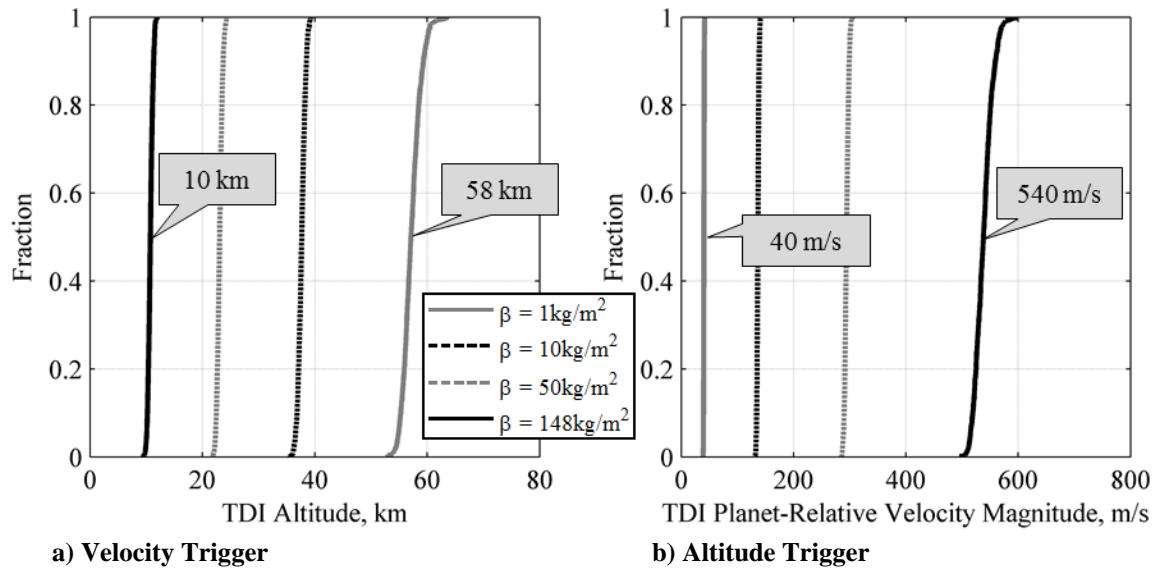 1
0.8
0.6
0.4
0.2
0
Fraction
0
20
40
60
80
TDI Altitude, km
10 km
58 km
β = 1kg/m²
β = 10kg/m²
β = 50kg/m²
β = 148kg/m²
a) Velocity Trigger
1
0.8
0.6
0.4
0.2
0
Fraction
0
200
400
600
800
TDI Planet-Relative Velocity Magnitude, m/s
40 m/s
540 m/s
b) Altitude Trigger